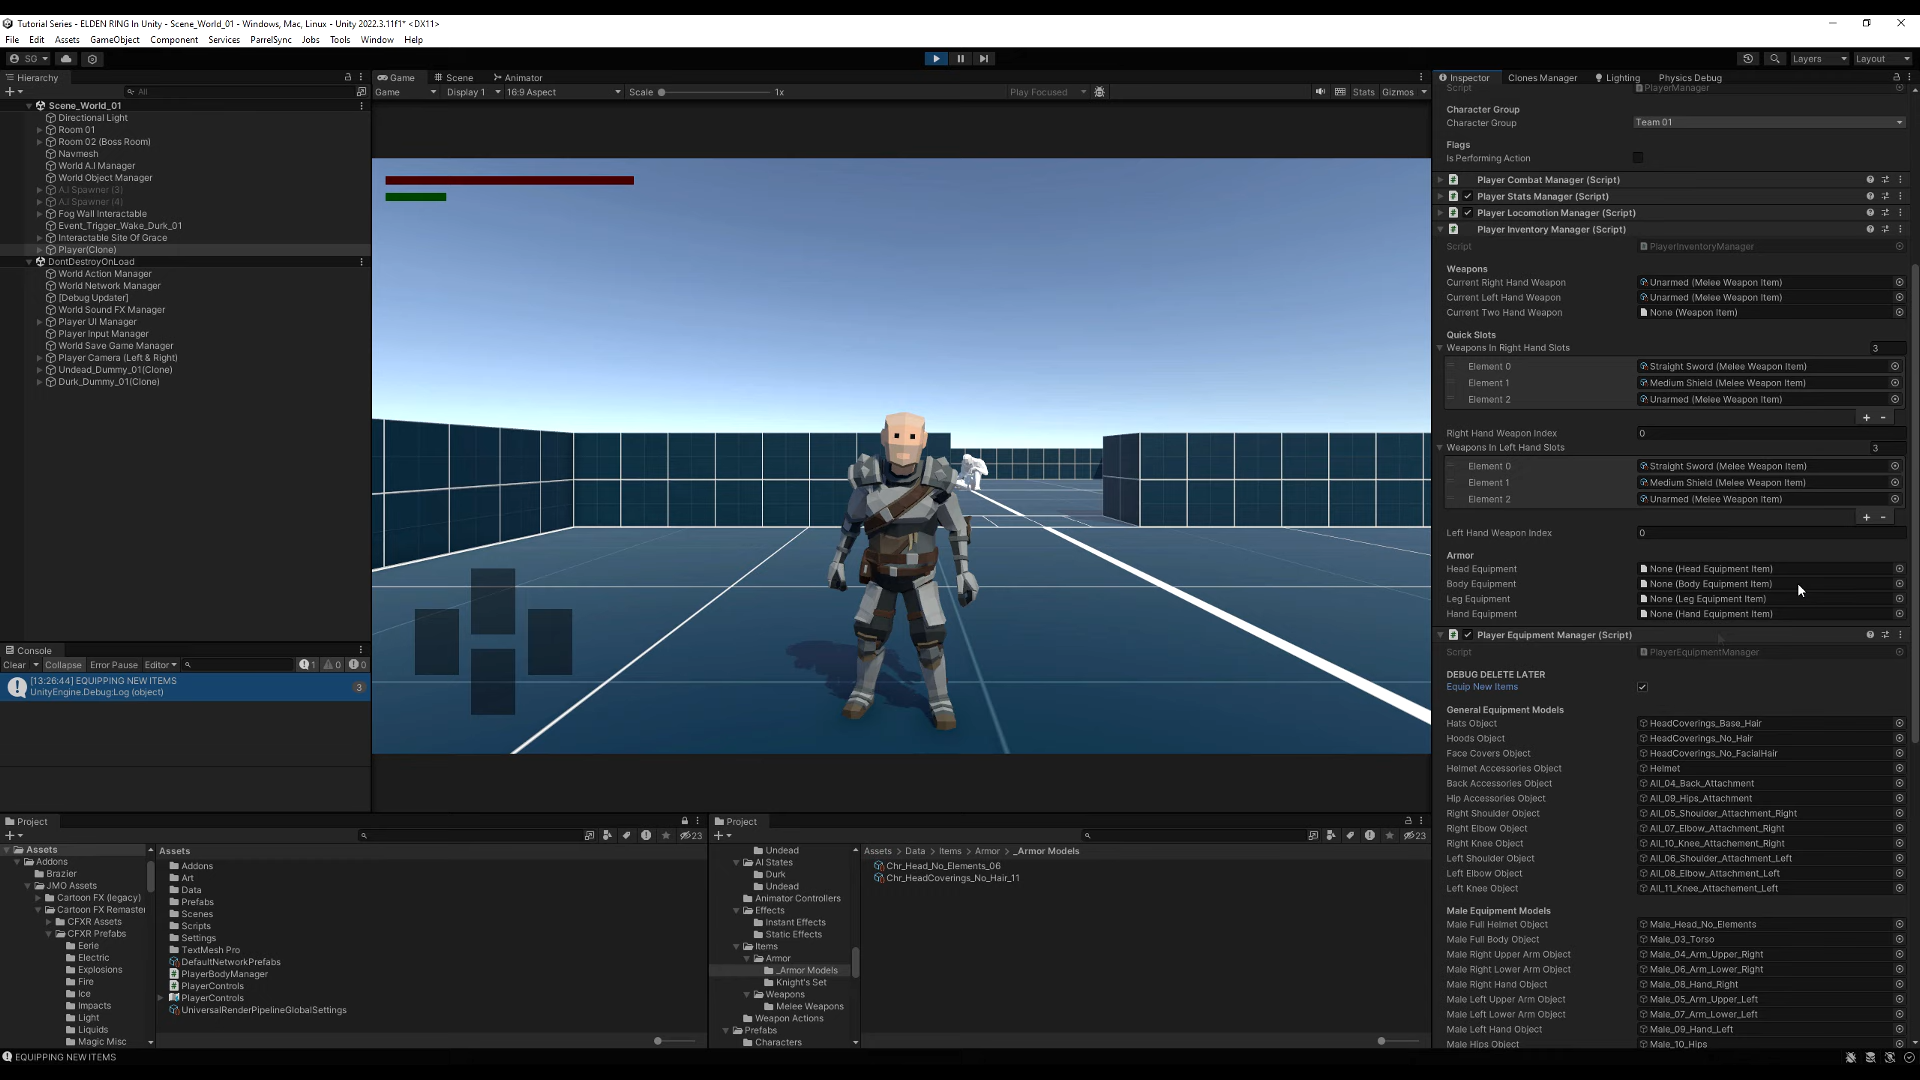 Tutorial Series - ELDEN RING In Unity - Scene_World_01 - Windows, Mac, Linux - Unity 2022.3.11f1* <DX11>
File Edit Assets GameObject Component Services ParrelSync Jobs Tools Window Help
SG Layers Layout
Hierarchy
All
Scene_World_01
Directional Light
Room 01
Room 02 (Boss Room)
Navmesh
World A.I Manager
World Object Manager
A.I Spawner (3)
A.I Spawner (4)
Fog Wall Interactable
Event_Trigger_Wake_Durk_01
Interactable Site Of Grace
Player(Clone)
DontDestroyOnLoad
World Action Manager
World Network Manager
[Debug Updater]
World Sound FX Manager
Player UI Manager
Player Input Manager
World Save Game Manager
Player Camera (Left & Right)
Undead_Dummy_01(Clone)
Durk_Dummy_01(Clone)
Game Scene Animator
Game Display 1 16:9 Aspect Scale 1x Play Focused Stats Gizmos
Inspector Clones Manager Lighting Physics Debug
Script PlayerManager
Character Group
Character Group Team 01
Flags
Is Performing Action
Player Combat Manager (Script)
Player Stats Manager (Script)
Player Locomotion Manager (Script)
Player Inventory Manager (Script)
Script PlayerInventoryManager
Weapons
Current Right Hand Weapon Unarmed (Melee Weapon Item)
Current Left Hand Weapon Unarmed (Melee Weapon Item)
Current Two Hand Weapon None (Weapon Item)
Quick Slots
Weapons In Right Hand Slots 3
Element 0 Straight Sword (Melee Weapon Item)
Element 1 Medium Shield (Melee Weapon Item)
Element 2 Unarmed (Melee Weapon Item)
+ -
Right Hand Weapon Index 0
Weapons In Left Hand Slots 3
Element 0 Straight Sword (Melee Weapon Item)
Element 1 Medium Shield (Melee Weapon Item)
Element 2 Unarmed (Melee Weapon Item)
+ -
Left Hand Weapon Index 0
Armor
Head Equipment None (Head Equipment Item)
Body Equipment None (Body Equipment Item)
Leg Equipment None (Leg Equipment Item)
Hand Equipment None (Hand Equipment Item)
Player Equipment Manager (Script)
Script PlayerEquipmentManager
DEBUG DELETE LATER
Equip New Items
General Equipment Models
Hats Object HeadCoverings_Base_Hair
Hoods Object HeadCoverings_No_Hair
Face Covers Object HeadCoverings_No_FacialHair
Helmet Accessories Object Helmet
Back Accessories Object All_04_Back_Attachment
Hip Accessories Object All_09_Hips_Attachment
Right Shoulder Object All_05_Shoulder_Attachment_Right
Right Elbow Object All_07_Elbow_Attachment_Right
Right Knee Object All_10_Knee_Attachement_Right
Left Shoulder Object All_06_Shoulder_Attachment_Left
Left Elbow Object All_08_Elbow_Attachment_Left
Left Knee Object All_11_Knee_Attachement_Left
Male Equipment Models
Male Full Helmet Object Male_Head_No_Elements
Male Full Body Object Male_03_Torso
Male Right Upper Arm Object Male_04_Arm_Upper_Right
Male Right Lower Arm Object Male_06_Arm_Lower_Right
Male Right Hand Object Male_08_Hand_Right
Male Left Upper Arm Object Male_05_Arm_Upper_Left
Male Left Lower Arm Object Male_07_Arm_Lower_Left
Male Left Hand Object Male_09_Hand_Left
Male Hips Object Male_10_Hips
Console
Clear Collapse Error Pause Editor 1 0 0
[13:26:44] EQUIPPING NEW ITEMS
UnityEngine.Debug:Log (object) 3
Project
23
Assets
Addons
Brazier
JMO Assets
Cartoon FX (legacy)
Cartoon FX Remaster
CFXR Assets
CFXR Prefabs
Eerie
Electric
Explosions
Fire
Ice
Impacts
Light
Liquids
Magic Misc
Assets
Addons
Art
Data
Prefabs
Scenes
Scripts
Settings
TextMesh Pro
DefaultNetworkPrefabs
PlayerBodyManager
PlayerControls
PlayerControls
UniversalRenderPipelineGlobalSettings
Project
23
Undead
AI States
Durk
Undead
Animator Controllers
Effects
Instant Effects
Static Effects
Items
Armor
_Armor Models
Knight's Set
Weapons
Melee Weapons
Weapon Actions
Prefabs
Characters
Assets > Data > Items > Armor > _Armor Models
Chr_Head_No_Elements_06
Chr_HeadCoverings_No_Hair_11
EQUIPPING NEW ITEMS